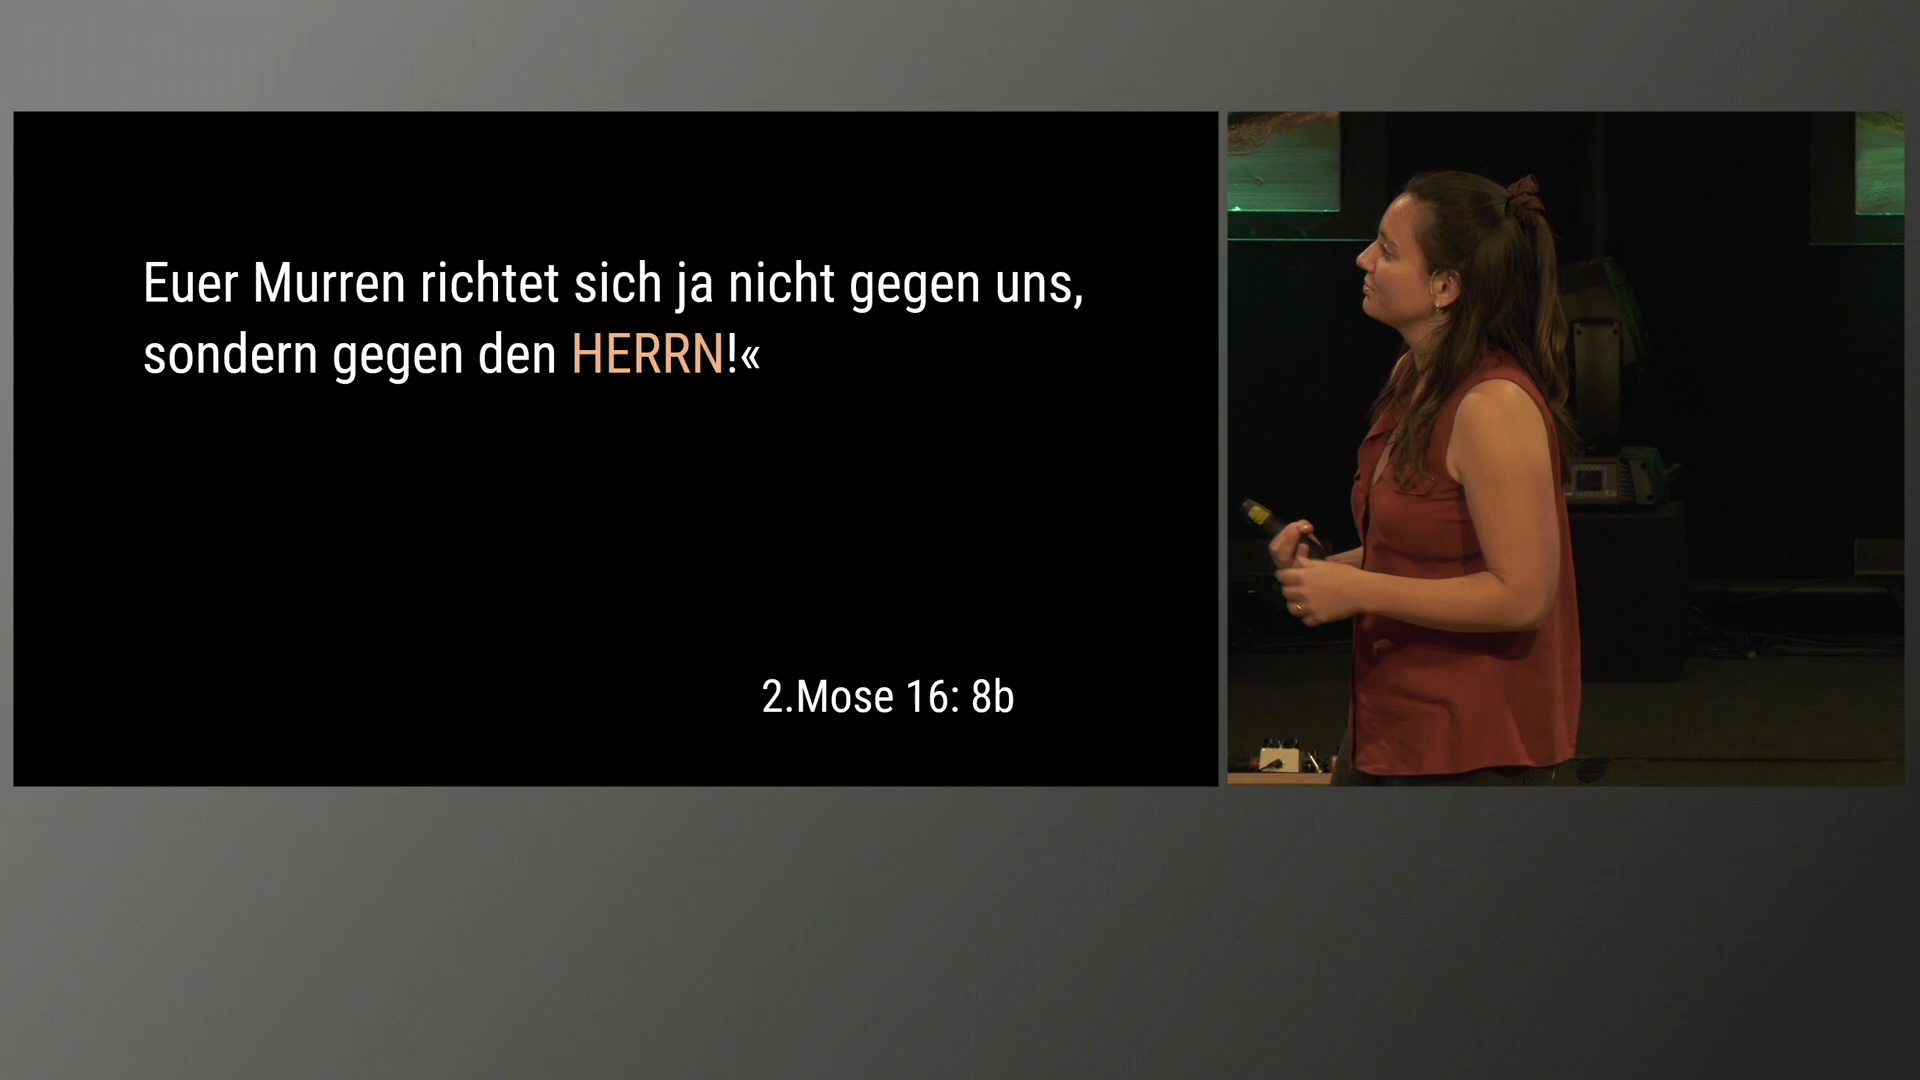 Euer Murren richtet sich ja nicht gegen uns,
sondern gegen den HERRN!«
2.Mose 16: 8b